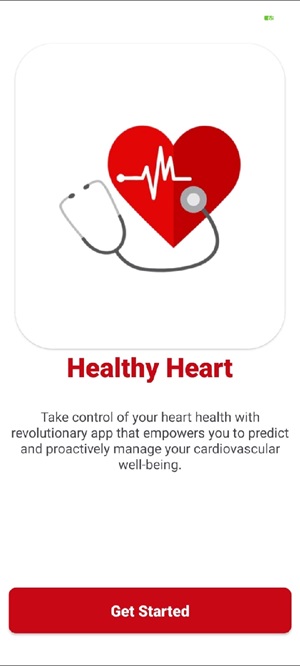 Healthy Heart
Take control of your heart health with
revolutionary app that empowers you to predict
and proactively manage your cardiovascular
well-being.
Get Started